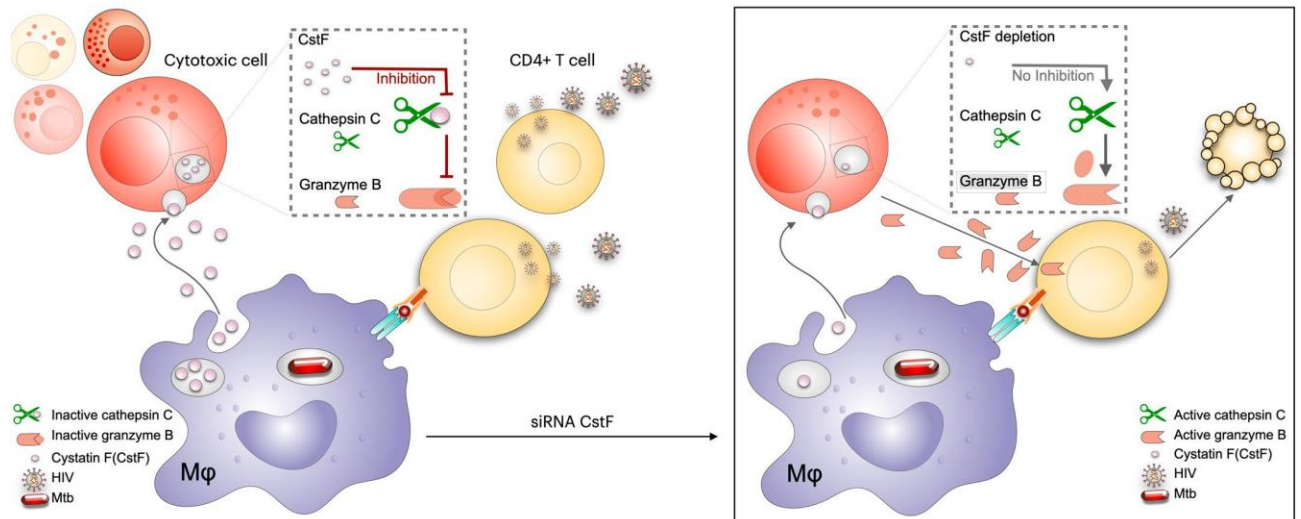 Cytotoxic cell
CstF
Inhibition
Cathepsin C
Granzyme B
CD4+ T cell
Mφ
Inactive cathepsin C
Inactive granzyme B
Cystatin F(CstF)
HIV
Mtb
siRNA CstF
CstF depletion
No Inhibition
Cathepsin C
Granzyme B
Mφ
Active cathepsin C
Active granzyme B
Cystatin F(CstF)
HIV
Mtb